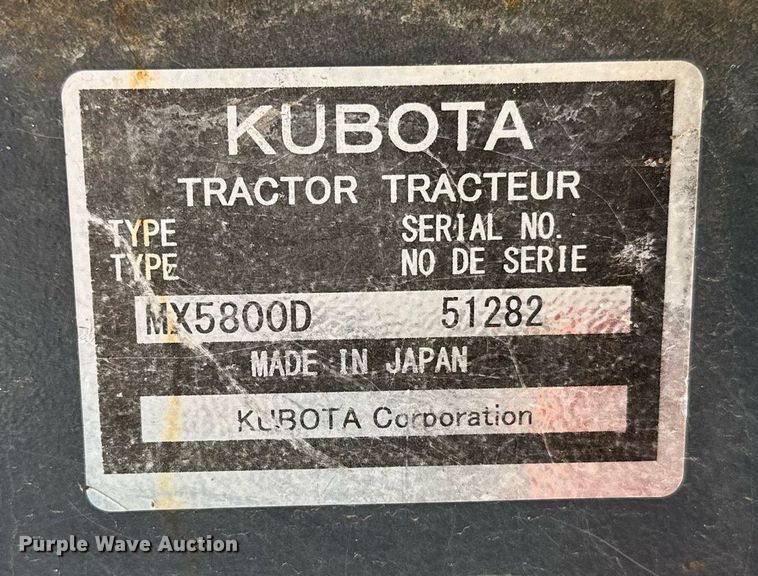 KUBOTA
TRACTOR TRACTEUR
TYPE SERIAL NO.
TYPE NO DE SERIE
MX5800D 51282
MADE IN JAPAN
KUBOTA Corporation
Purple Wave Auction